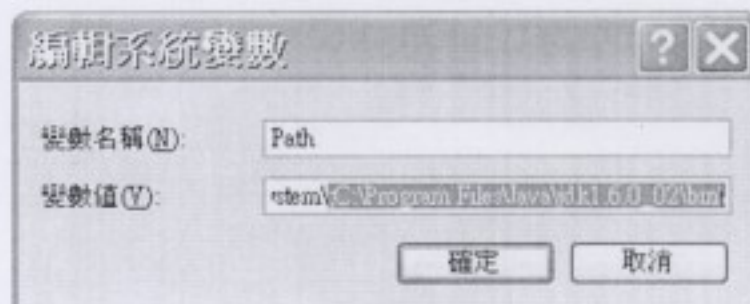 編輯系統變數
變數名稱(N):
Path
變數值(V):
stem\;C:\Program Files\Java\jdk1.6.0_02\bin
確定
取消